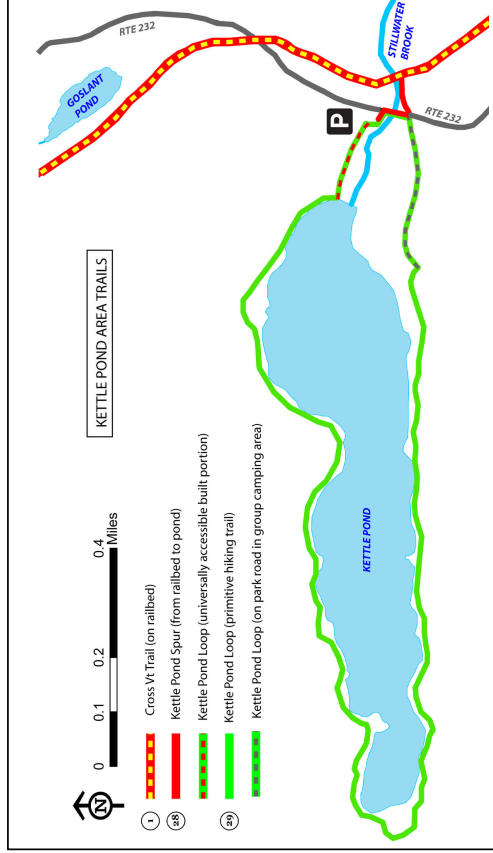 KETTLE POND AREA TRAILS
N
0 0.1 0.2 0.4
Miles
1 Cross Vt Trail (on railbed)
28 Kettle Pond Spur (from railbed to pond)
Kettle Pond Loop (universally accessible built portion)
29 Kettle Pond Loop (primitive hiking trail)
Kettle Pond Loop (on park road in group camping area)
GOSLANT
POND
RTE 232
P
STILLWATER
BROOK
RTE 232
KETTLE POND